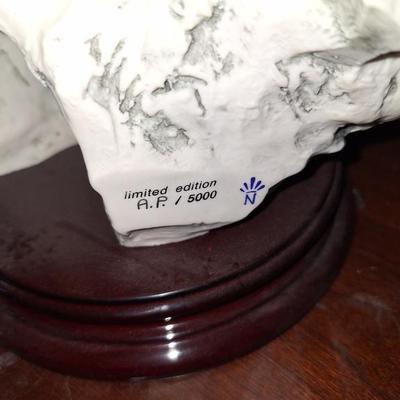 limited edition
A.P. / 5000
N